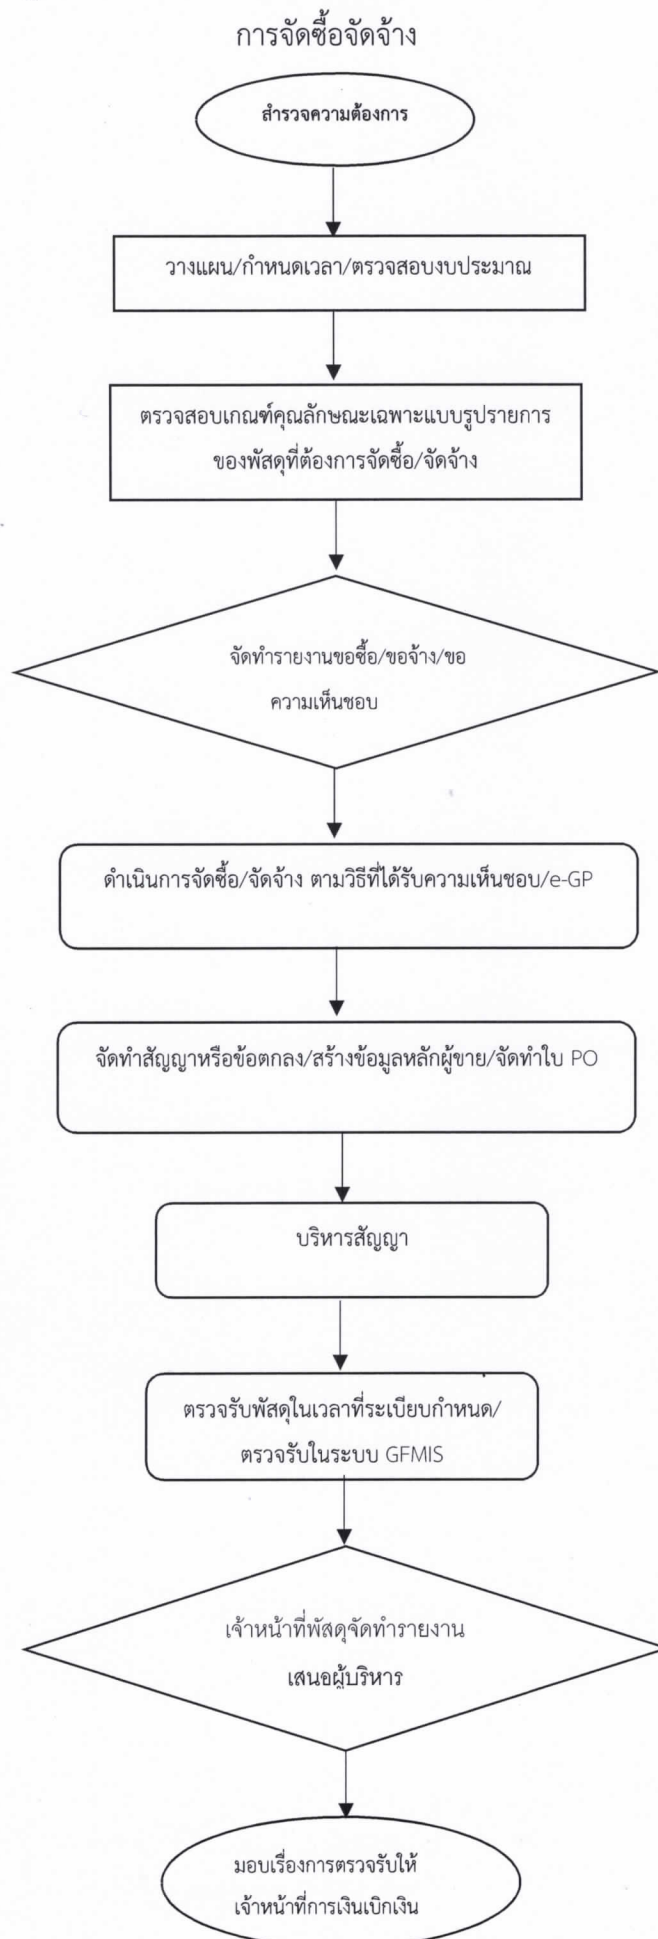 การจัดซื้อจัดจ้าง
สำรวจความต้องการ
วางแผน/กำหนดเวลา/ตรวจสอบงบประมาณ
ตรวจสอบเกณฑ์คุณลักษณะเฉพาะแบบรูปรายการ
ของพัสดุที่ต้องการจัดซื้อ/จัดจ้าง
จัดทำรายงานขอซื้อ/ขอจ้าง/ขอ
ความเห็นชอบ
ดำเนินการจัดซื้อ/จัดจ้าง ตามวิธีที่ได้รับความเห็นชอบ/e-GP
จัดทำสัญญาหรือข้อตกลง/สร้างข้อมูลหลักผู้ขาย/จัดทำใบ PO
บริหารสัญญา
ตรวจรับพัสดุในเวลาที่ระเบียบกำหนด/
ตรวจรับในระบบ GFMIS
เจ้าหน้าที่พัสดุจัดทำรายงาน
เสนอผู้บริหาร
มอบเรื่องการตรวจรับให้
เจ้าหน้าที่การเงินเบิกเงิน